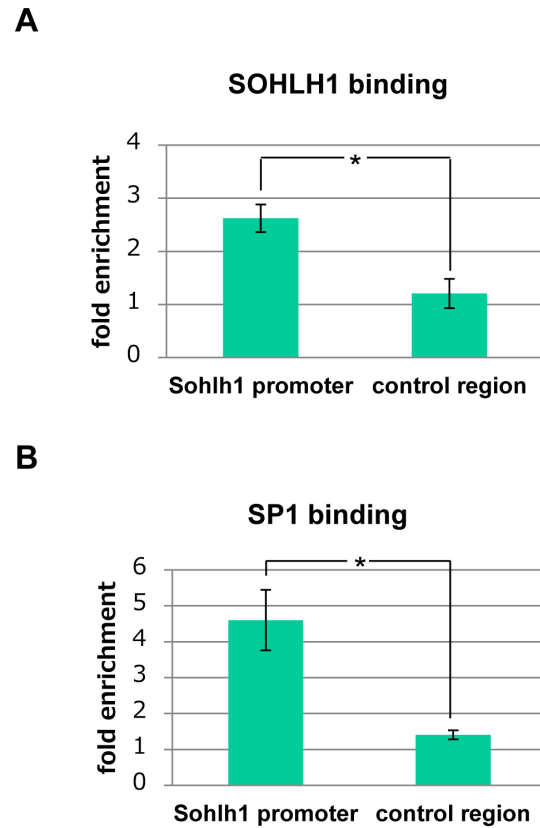 A
SOHLH1 binding
4
3
2
1
0
fold enrichment
*
Sohlh1 promoter
control region
B
SP1 binding
6
5
4
3
2
1
0
fold enrichment
*
Sohlh1 promoter
control region